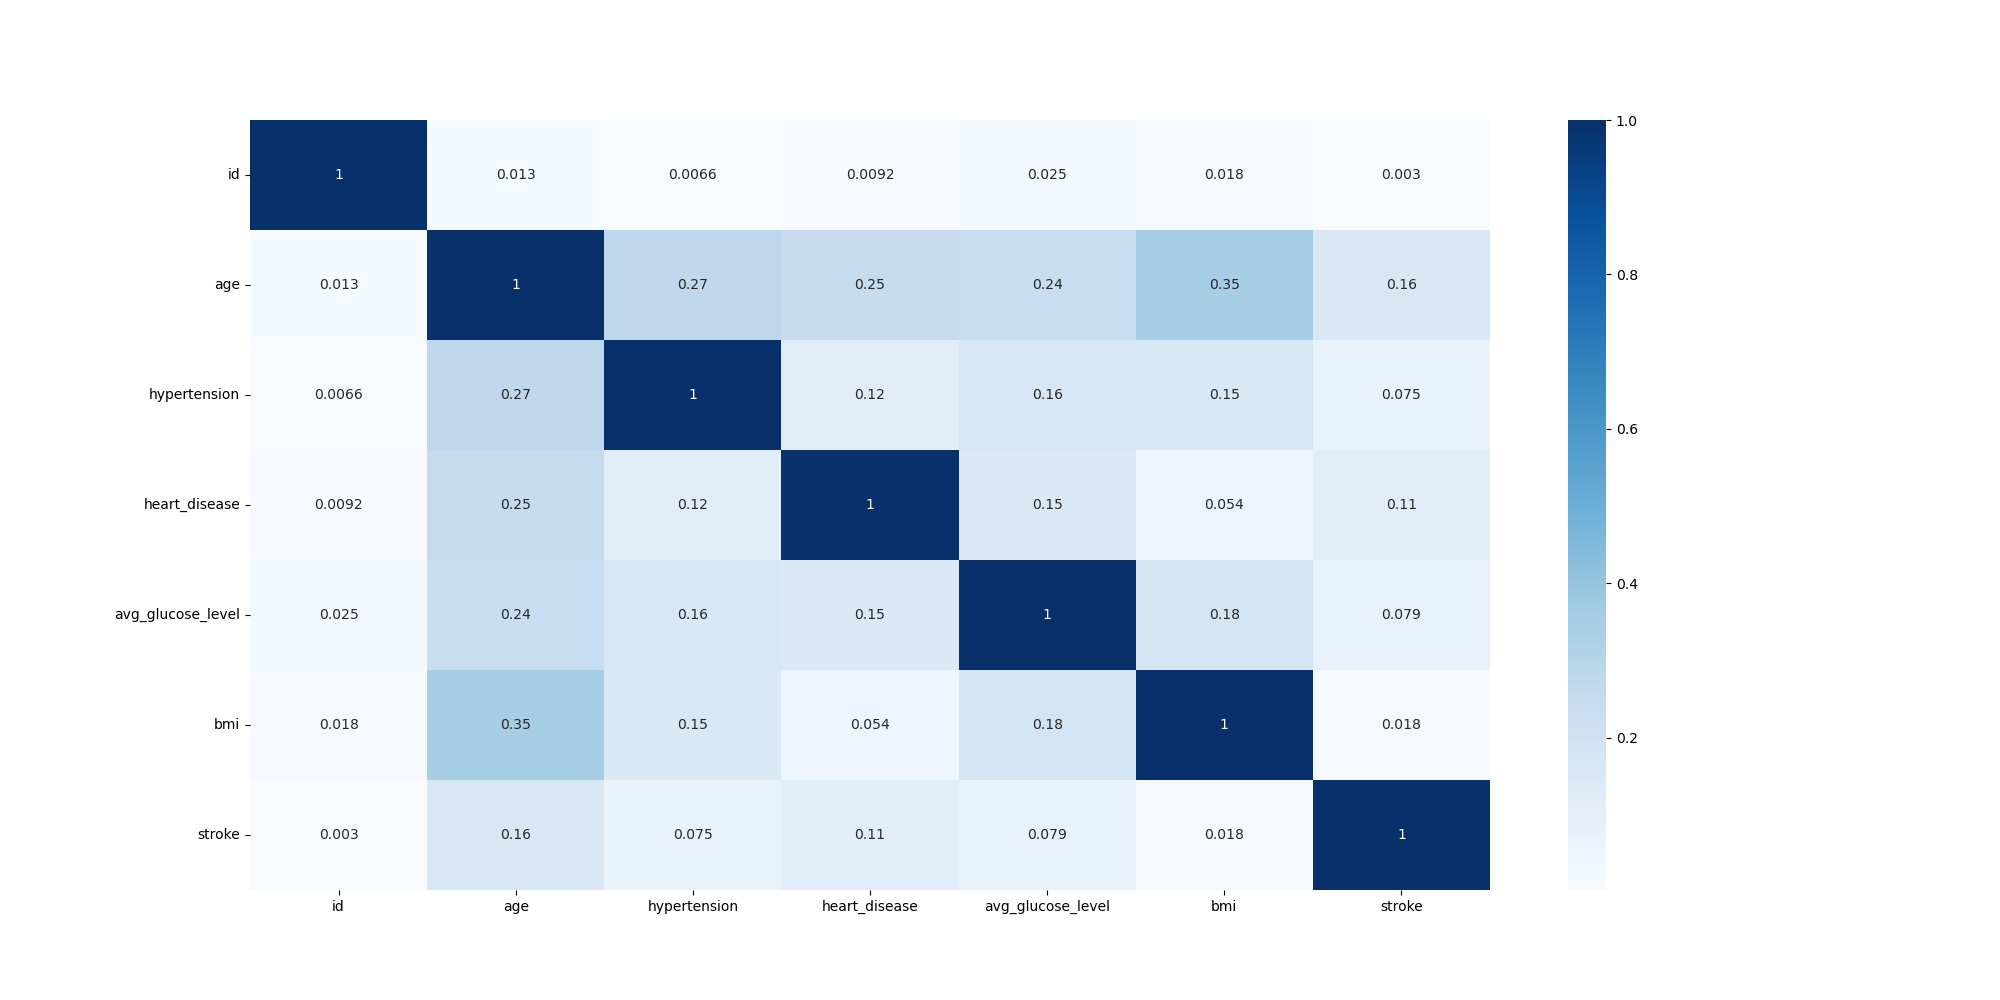 id 1 0.013 0.0066 0.0092 0.025 0.018 0.003
age 0.013 1 0.27 0.25 0.24 0.35 0.16
hypertension 0.0066 0.27 1 0.12 0.16 0.15 0.075
heart_disease 0.0092 0.25 0.12 1 0.15 0.054 0.11
avg_glucose_level 0.025 0.24 0.16 0.15 1 0.18 0.079
bmi 0.018 0.35 0.15 0.054 0.18 1 0.018
stroke 0.003 0.16 0.075 0.11 0.079 0.018 1
id age hypertension heart_disease avg_glucose_level bmi stroke
1.0
0.8
0.6
0.4
0.2